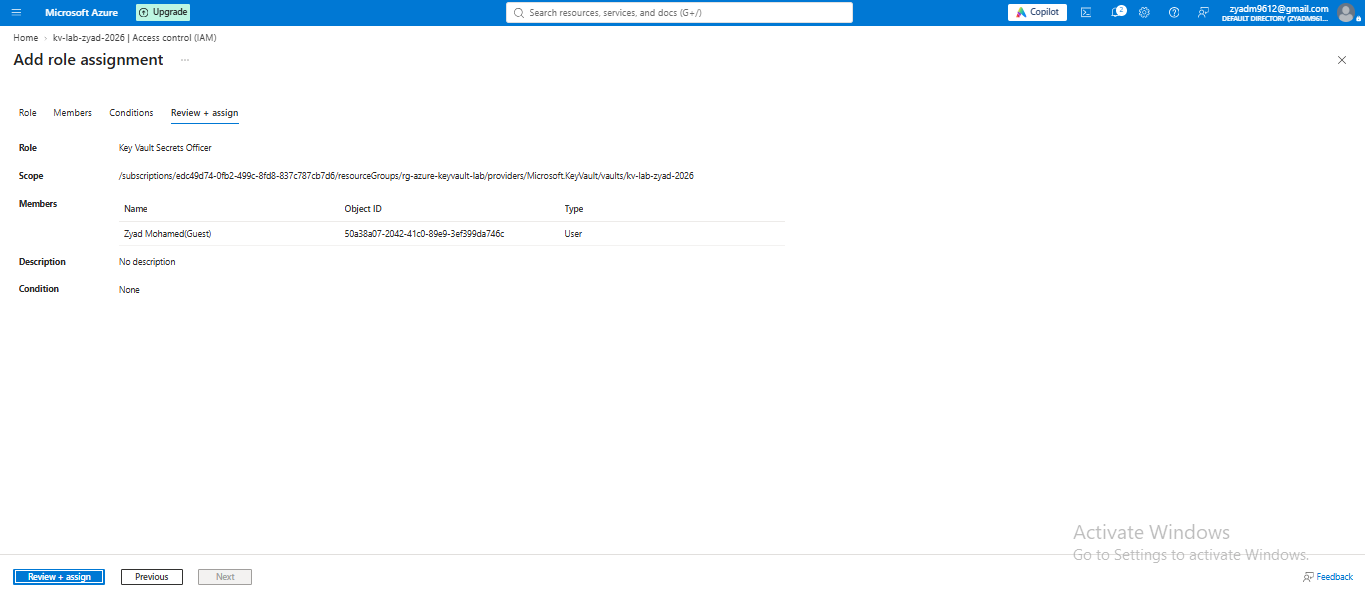 Microsoft Azure Upgrade Search resources, services, and docs (G+/) Copilot 2 zyadm9612@gmail.com
DEFAULT DIRECTORY (ZYADM961...
Home › kv-lab-zyad-2026 | Access control (IAM)
Add role assignment ...
Role Members Conditions Review + assign
Role Key Vault Secrets Officer
Scope /subscriptions/edc49d74-0fb2-499c-8fd8-837c787cb7d6/resourceGroups/rg-azure-keyvault-lab/providers/Microsoft.KeyVault/vaults/kv-lab-zyad-2026
Members Name Object ID Type
Zyad Mohamed(Guest) 50a38a07-2042-41c0-89e9-3ef399da746c User
Description No description
Condition None
Activate Windows
Go to Settings to activate Windows.
Review + assign Previous Next Feedback